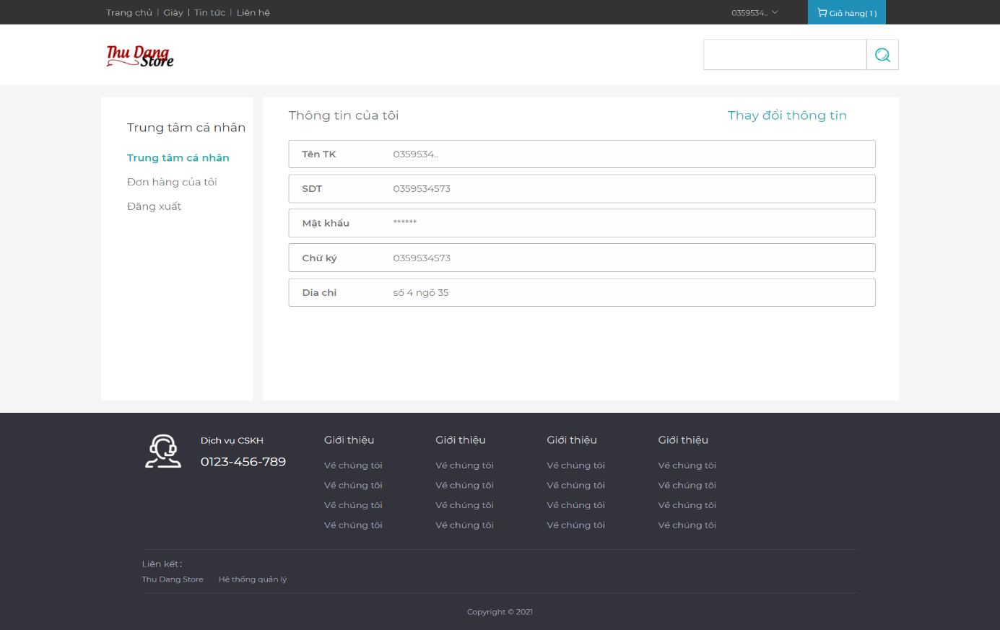 Trang chủ | Giày | Tin tức | Liên hệ
0359534..
Giỏ hàng( 1 )
Thu Dang
Store
Trung tâm cá nhân
Trung tâm cá nhân
Đơn hàng của tôi
Đăng xuất
Thông tin của tôi
Thay đổi thông tin
Tên TK 0359534..
SDT 0359534573
Mật khẩu ******
Chữ ký 0359534573
Dia chi số 4 ngõ 35
Dịch vụ CSKH
0123-456-789
Giới thiệu
Về chúng tôi
Về chúng tôi
Về chúng tôi
Về chúng tôi
Giới thiệu
Về chúng tôi
Về chúng tôi
Về chúng tôi
Về chúng tôi
Giới thiệu
Về chúng tôi
Về chúng tôi
Về chúng tôi
Về chúng tôi
Giới thiệu
Về chúng tôi
Về chúng tôi
Về chúng tôi
Về chúng tôi
Liên kết:
Thu Dang Store Hệ thống quản lý
Copyright © 2021